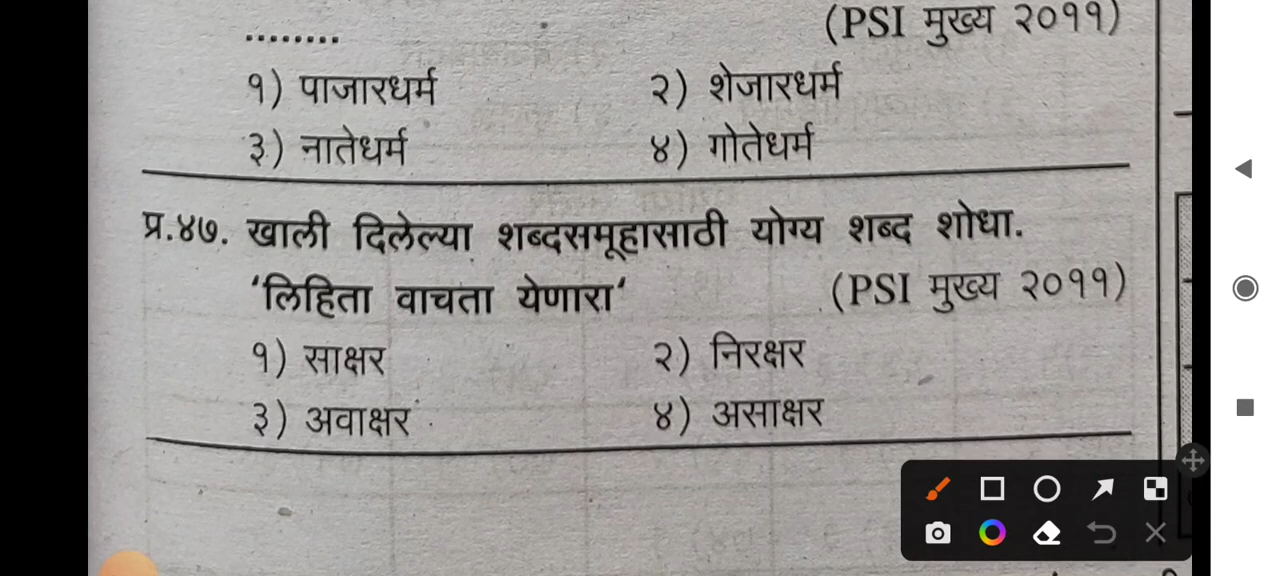 ........ (PSI मुख्य २०११)
१) पाजारधर्म २) शेजारधर्म
३) नातेधर्म ४) गोतेधर्म
प्र.४७. खाली दिलेल्या शब्दसमूहासाठी योग्य शब्द शोधा.
‘लिहिता वाचता येणारा‘ (PSI मुख्य २०११)
१) साक्षर २) निरक्षर
३) अवाक्षर ४) असाक्षर